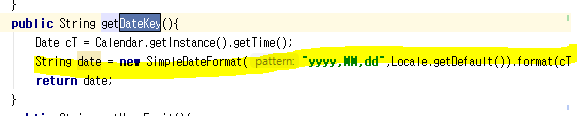 }
public String getDateKey(){
Date cT = Calendar.getInstance().getTime();
String date = new SimpleDateFormat( pattern: "yyyy,MM,dd",Locale.getDefault()).format(cT
return date;
}